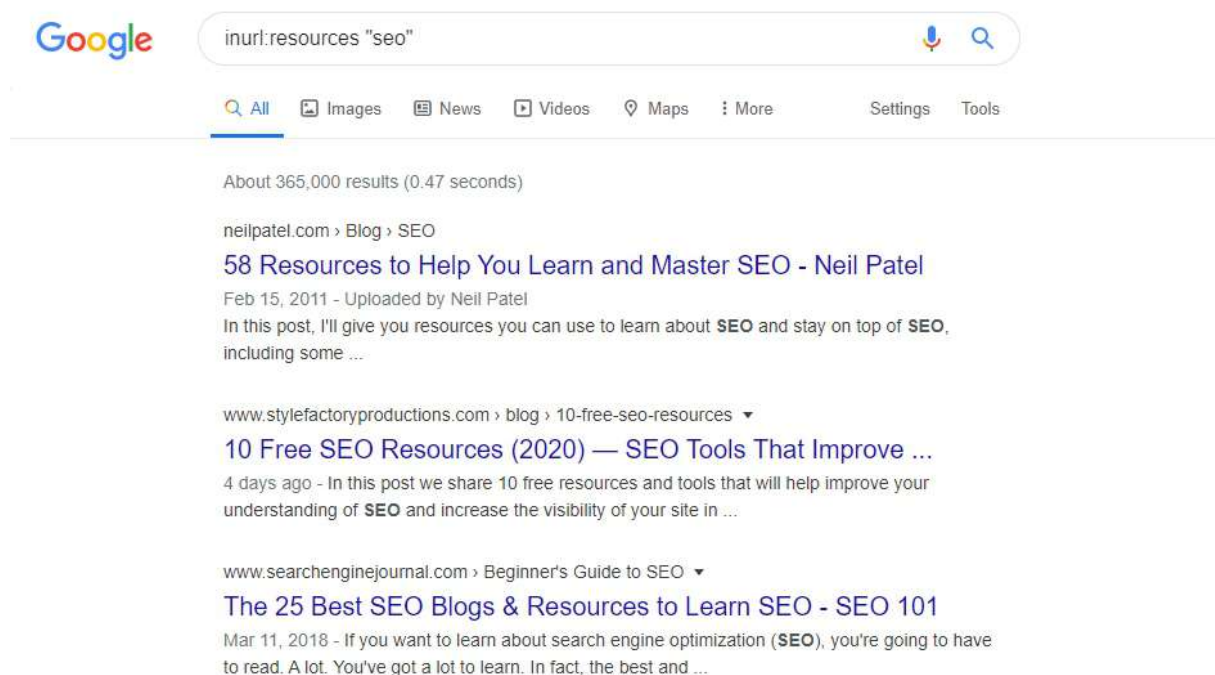 Google
inurl:resources "seo"
All Images News Videos Maps More Settings Tools
About 365,000 results (0.47 seconds)
neilpatel.com › Blog › SEO
58 Resources to Help You Learn and Master SEO - Neil Patel
Feb 15, 2011 - Uploaded by Neil Patel
In this post, I'll give you resources you can use to learn about SEO and stay on top of SEO,
including some ...
www.stylefactoryproductions.com › blog › 10-free-seo-resources
10 Free SEO Resources (2020) — SEO Tools That Improve ...
4 days ago - In this post we share 10 free resources and tools that will help improve your
understanding of SEO and increase the visibility of your site in ...
www.searchenginejournal.com › Beginner's Guide to SEO
The 25 Best SEO Blogs & Resources to Learn SEO - SEO 101
Mar 11, 2018 - If you want to learn about search engine optimization (SEO), you're going to have
to read. A lot. You've got a lot to learn. In fact, the best and ...